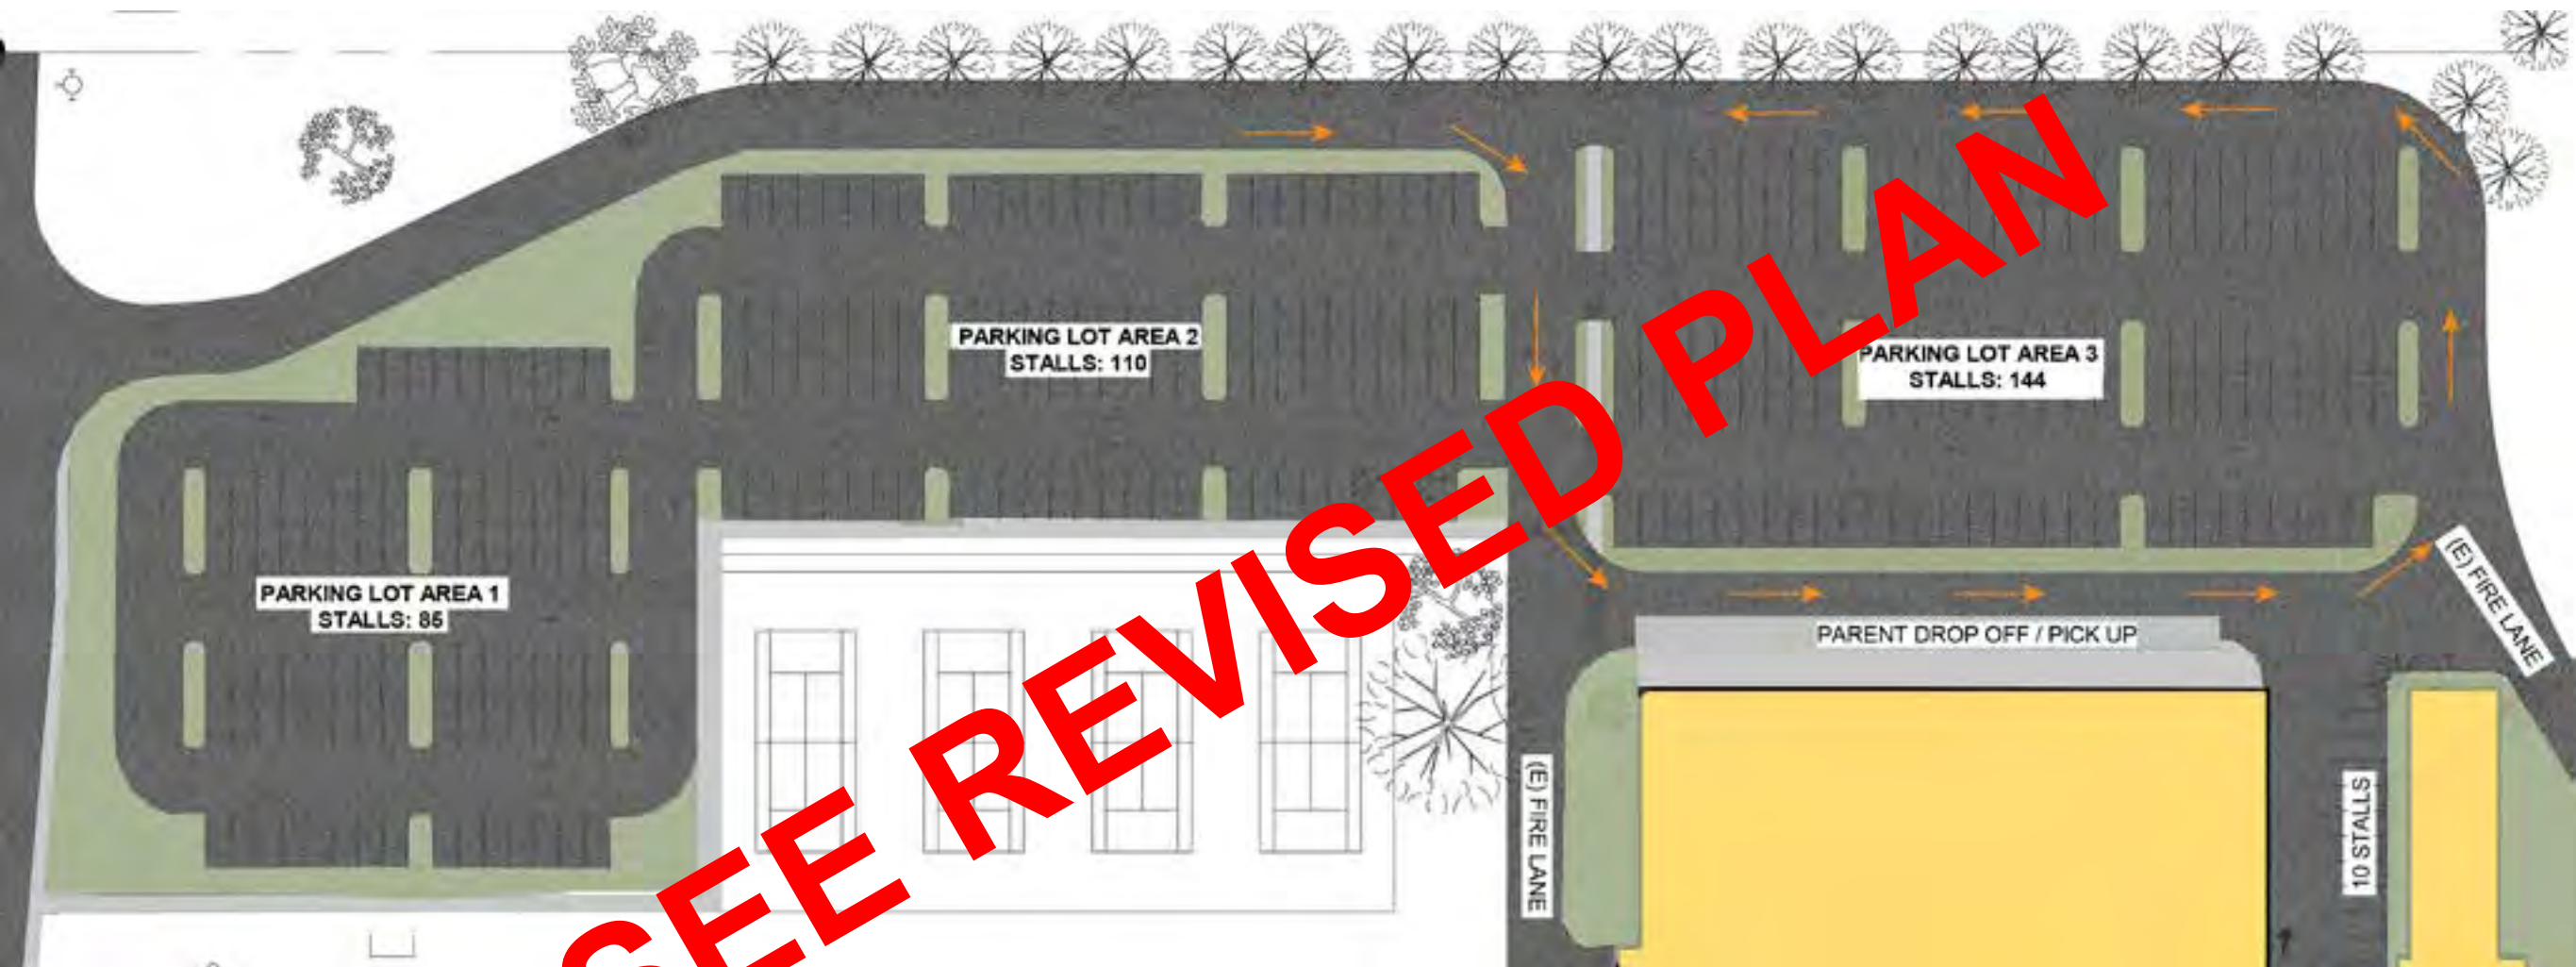 PARKING LOT AREA 2
STALLS: 110
PARKING LOT AREA 3
STALLS: 144
PARKING LOT AREA 1
STALLS: 85
PARENT DROP OFF / PICK UP
(E) FIRE LANE
(E) FIRE LANE
10 STALLS
SEE REVISED PLAN